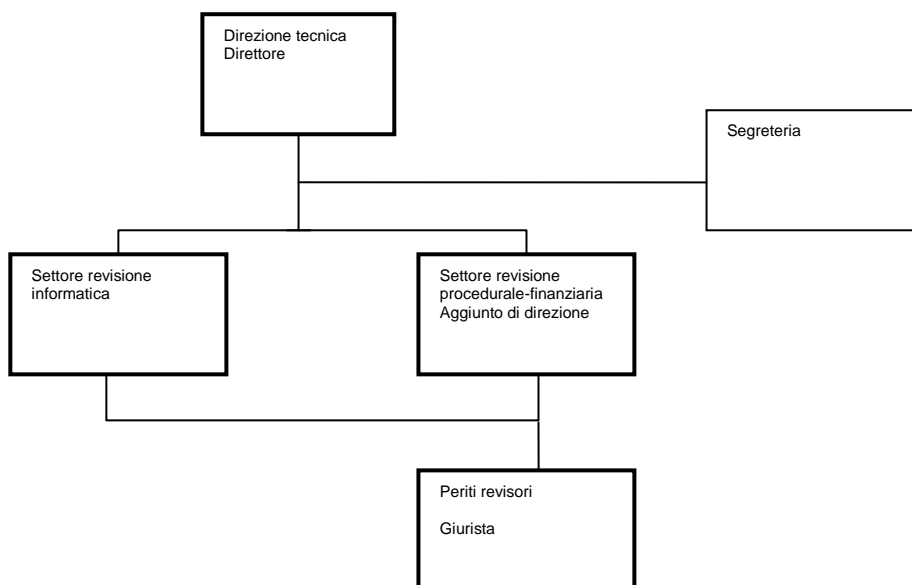 Direzione tecnica
Direttore
Segreteria
Settore revisione
informatica
Settore revisione
procedurale-finanziaria
Aggiunto di direzione
Periti revisori
Giurista